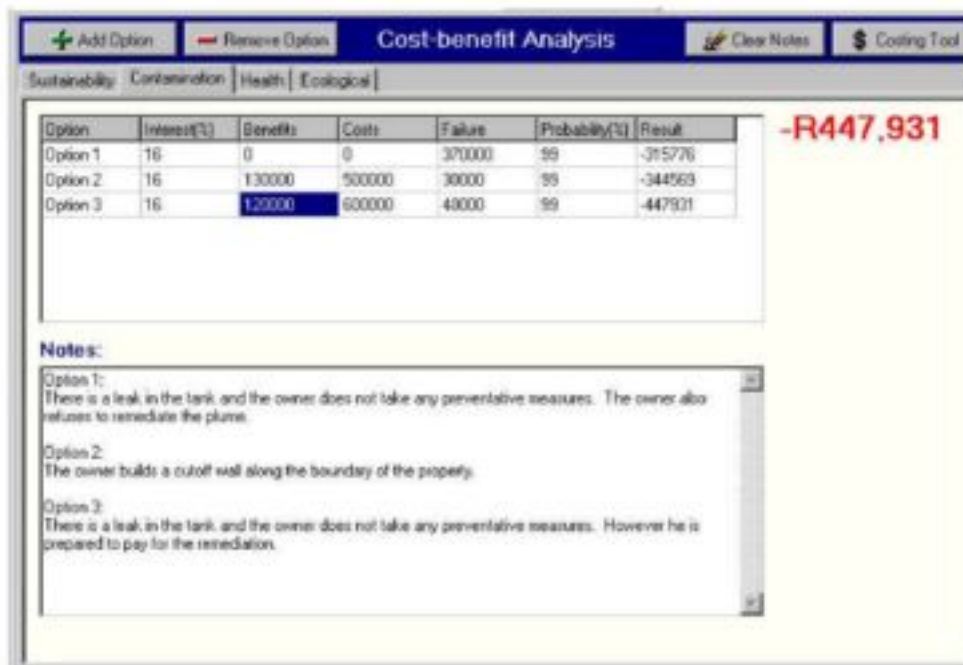 Add Option Remove Option Cost-benefit Analysis Clear Notes $ Costing Tool
Sustainability Contamination Health Ecological
Option Interest(%) Benefits Costs Failure Probability(%) Result
Option 1 16 0 0 370000 99 -315776
Option 2 16 130000 500000 30000 99 -344569
Option 3 16 120000 600000 40000 99 -447931
-R447,931
Notes:
Option 1:
There is a leak in the tank and the owner does not take any preventative measures. The owner also
refuses to remediate the plume.
Option 2:
The owner builds a cutoff wall along the boundary of the property.
Option 3:
There is a leak in the tank and the owner does not take any preventative measures. However he is
prepared to pay for the remediation.